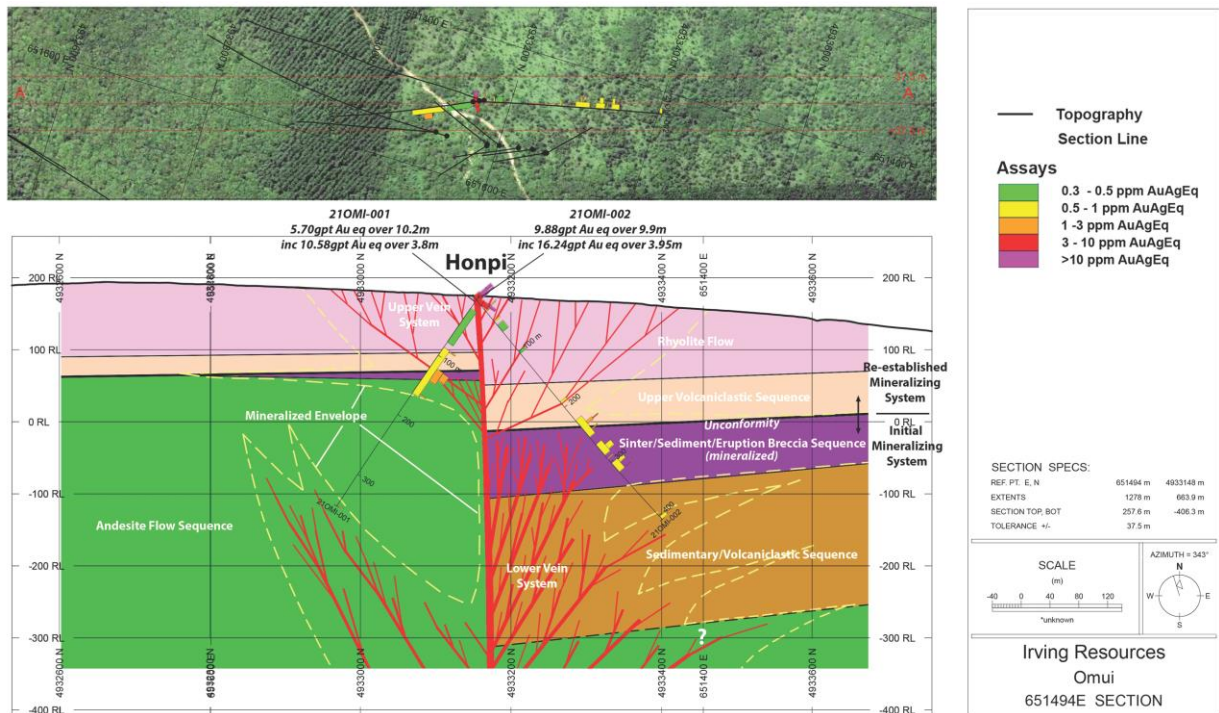 A
A
21OMI-001
5.70gpt Au eq over 10.2m
inc 10.58gpt Au eq over 3.8m
21OMI-002
9.88gpt Au eq over 9.9m
inc 16.24gpt Au eq over 3.95m
Honpi
4932600 N
4933000 N
4933200 N
4933400 N
651400 E
4933600 N
200 RL
200 RL
Upper Vein
System
Rhyolite Flow
100 m
100 m
100 RL
100 RL
Re-established
Mineralizing
System
Upper Volcaniclastic Sequence
200
200
Mineralized Envelope
0 RL
0 RL
Unconformity
Initial
Mineralizing
System
Sinter/Sediment/Eruption Breccia Sequence
(mineralized)
300
-100 RL
-100 RL
21OMI-001
400
21OMI-002
Andesite Flow Sequence
Sedimentary/Volcaniclastic Sequence
Lower Vein
System
-200 RL
-200 RL
?
-300 RL
-300 RL
4932600 N
4933000 N
4933200 N
4933400 N
651400 E
4933600 N
-400 RL
-400 RL
Topography
Section Line
Assays
0.3 - 0.5 ppm AuAgEq
0.5 - 1 ppm AuAgEq
1 -3 ppm AuAgEq
3 - 10 ppm AuAgEq
>10 ppm AuAgEq
SECTION SPECS:
REF. PT. E, N 651494 m 4933148 m
EXTENTS 1278 m 663.9 m
SECTION TOP, BOT 257.6 m -406.3 m
TOLERANCE +/- 37.5 m
SCALE
(m)
-40 0 40 80 120
*unknown
AZIMUTH = 343°
N
W
E
S
Irving Resources
Omui
651494E SECTION